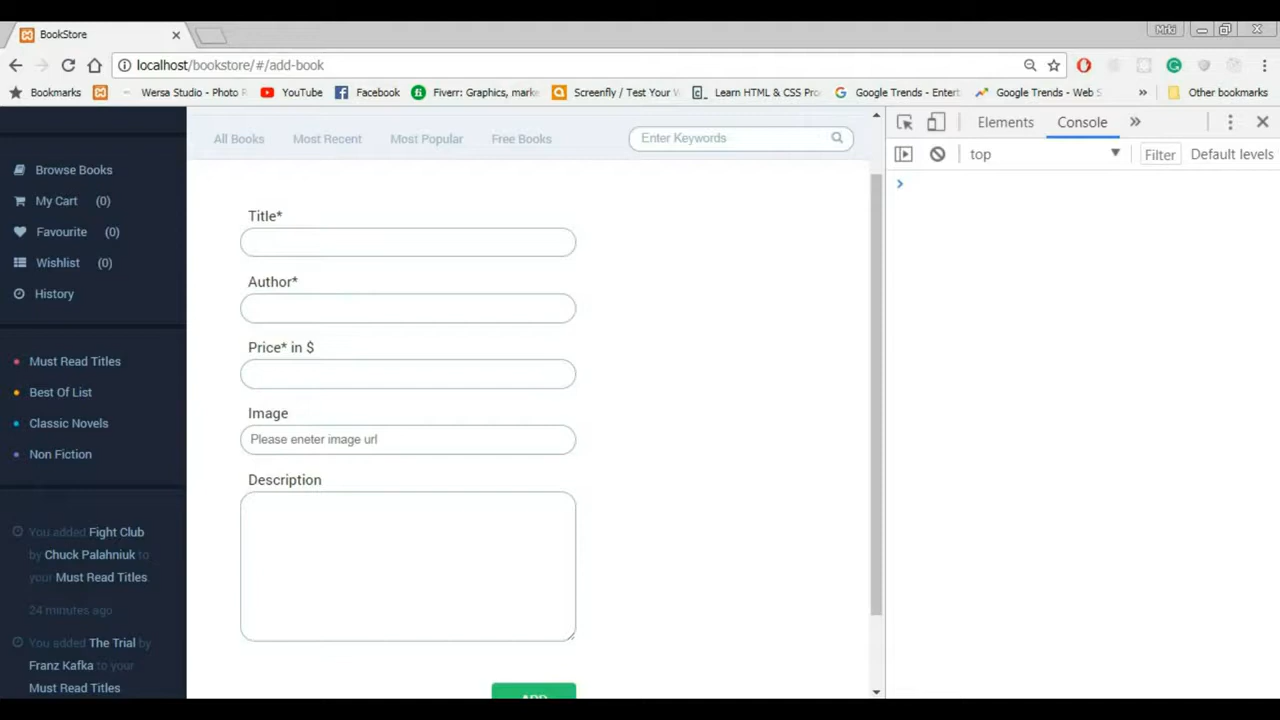 BookStore
Mrki
localhost/bookstore/#/add-book
Bookmarks
Wersa Studio - Photo R
YouTube
Facebook
Fiverr: Graphics, marke
Screenfly / Test Your W
Learn HTML & CSS Pro
Google Trends - Entert
Google Trends - Web S
»
Other bookmarks
Browse Books
My Cart (0)
Favourite (0)
Wishlist (0)
History
Must Read Titles
Best Of List
Classic Novels
Non Fiction
You added Fight Club
by Chuck Palahniuk to
your Must Read Titles
24 minutes ago
You added The Trial by
Franz Kafka to your
Must Read Titles
All Books
Most Recent
Most Popular
Free Books
Enter Keywords
Title*
Author*
Price* in $
Image
Please eneter image url
Description
ADD
Elements
Console
»
top
Filter
Default levels